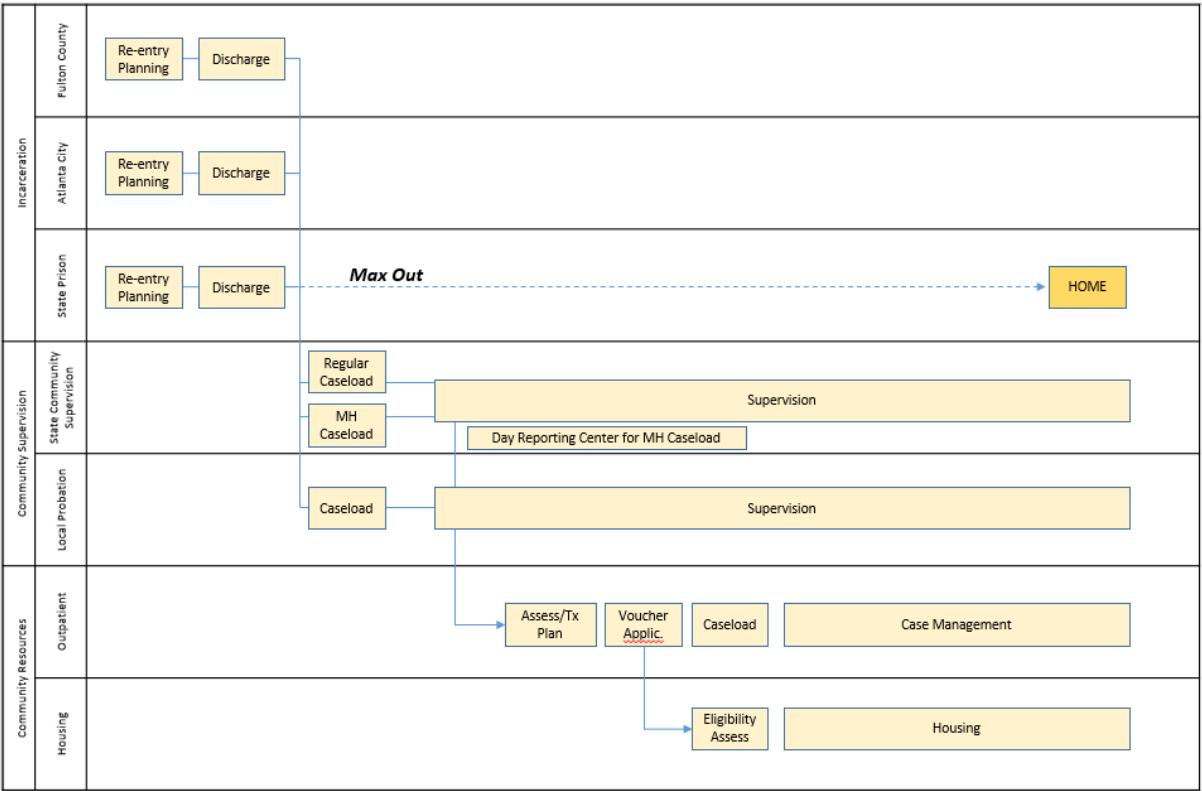 Incarceration
Fulton County
Re-entry
Planning
Discharge
Atlanta City
Re-entry
Planning
Discharge
State Prison
Re-entry
Planning
Discharge
Max Out
HOME
Community Supervision
State Community
Supervision
Regular
Caseload
MH
Caseload
Supervision
Day Reporting Center for MH Caseload
Local Probation
Caseload
Supervision
Community Resources
Outpatient
Assess/Tx
Plan
Voucher
Applic.
Caseload
Case Management
Housing
Eligibility
Assess
Housing